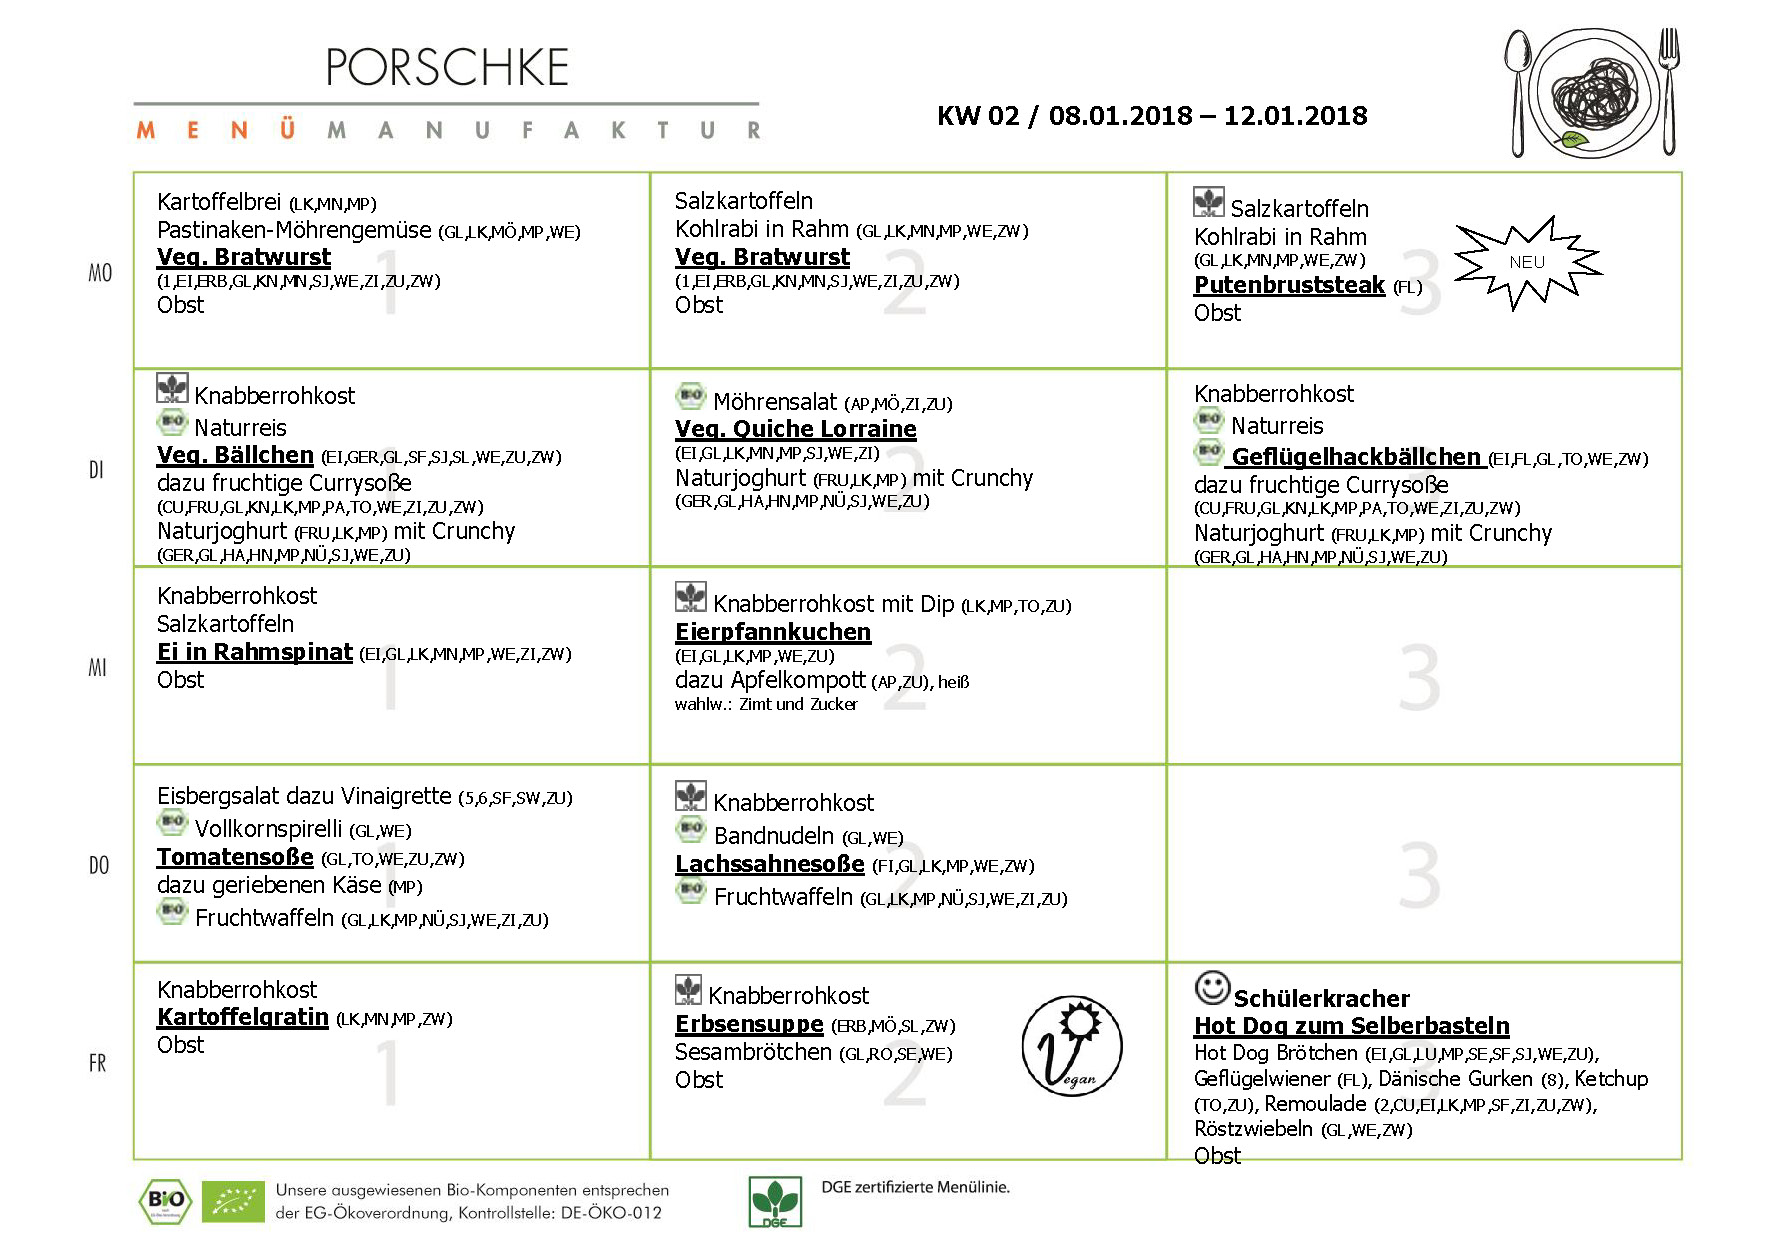 PORSCHKE
MENÜMANUFAKTUR
KW 02 / 08.01.2018 – 12.01.2018
MO
Kartoffelbrei (LK,MN,MP)
Pastinaken-Möhrengemüse (GL,LK,MÖ,MP,WE)
Veg. Bratwurst
(1,EI,ERB,GL,KN,MN,SJ,WE,ZI,ZU,ZW)
Obst
1
Salzkartoffeln
Kohlrabi in Rahm (GL,LK,MN,MP,WE,ZW)
Veg. Bratwurst
(1,EI,ERB,GL,KN,MN,SJ,WE,ZI,ZU,ZW)
Obst
2
Salzkartoffeln
Kohlrabi in Rahm
(GL,LK,MN,MP,WE,ZW)
Putenbruststeak (FL)
Obst
3
NEU
DI
Knabberrohkost
BIO Naturreis
Veg. Bällchen (EI,GER,GL,SF,SJ,SL,WE,ZU,ZW)
dazu fruchtige Currysoße
(CU,FRU,GL,KN,LK,MP,PA,TO,WE,ZI,ZU,ZW)
Naturjoghurt (FRU,LK,MP) mit Crunchy
(GER,GL,HA,HN,MP,NÜ,SJ,WE,ZU)
1
BIO Möhrensalat (AP,MÖ,ZI,ZU)
Veg. Quiche Lorraine
(EI,GL,LK,MN,MP,SJ,WE,ZI)
Naturjoghurt (FRU,LK,MP) mit Crunchy
(GER,GL,HA,HN,MP,NÜ,SJ,WE,ZU)
2
Knabberrohkost
BIO Naturreis
BIO Geflügelhackbällchen (EI,FL,GL,TO,WE,ZW)
dazu fruchtige Currysoße
(CU,FRU,GL,KN,LK,MP,PA,TO,WE,ZI,ZU,ZW)
Naturjoghurt (FRU,LK,MP) mit Crunchy
(GER,GL,HA,HN,MP,NÜ,SJ,WE,ZU)
3
MI
Knabberrohkost
Salzkartoffeln
Ei in Rahmspinat (EI,GL,LK,MN,MP,WE,ZI,ZW)
Obst
1
Knabberrohkost mit Dip (LK,MP,TO,ZU)
Eierpfannkuchen
(EI,GL,LK,MP,WE,ZU)
dazu Apfelkompott (AP,ZU), heiß
wahlw.: Zimt und Zucker
2
3
DO
Eisbergsalat dazu Vinaigrette (5,6,SF,SW,ZU)
BIO Vollkornspirelli (GL,WE)
Tomatensoße (GL,TO,WE,ZU,ZW)
dazu geriebenen Käse (MP)
BIO Fruchtwaffeln (GL,LK,MP,NÜ,SJ,WE,ZI,ZU)
1
Knabberrohkost
BIO Bandnudeln (GL,WE)
Lachssahnesoße (FI,GL,LK,MP,WE,ZW)
BIO Fruchtwaffeln (GL,LK,MP,NÜ,SJ,WE,ZI,ZU)
2
3
FR
Knabberrohkost
Kartoffelgratin (LK,MN,MP,ZW)
Obst
1
Knabberrohkost
Erbsensuppe (ERB,MÖ,SL,ZW)
Sesambrötchen (GL,RO,SE,WE)
Obst
2
Vegan
Schülerkracher
Hot Dog zum Selberbasteln
Hot Dog Brötchen (EI,GL,LU,MP,SE,SF,SJ,WE,ZU),
Geflügelwiener (FL), Dänische Gurken (8), Ketchup
(TO,ZU), Remoulade (2,CU,EI,LK,MP,SF,ZI,ZU,ZW),
Röstzwiebeln (GL,WE,ZW)
Obst
3
BIO
Unsere ausgewiesenen Bio-Komponenten entsprechen
der EG-Ökoverordnung, Kontrollstelle: DE-ÖKO-012
DGE
DGE zertifizierte Menülinie.